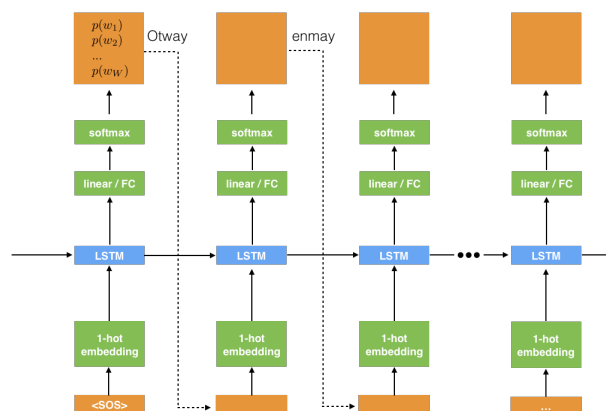 p(w₁) Otway enmay
p(w₂)
...
p(w_W)
softmax softmax softmax softmax
linear / FC linear / FC linear / FC linear / FC
LSTM LSTM LSTM ••• LSTM
1-hot embedding 1-hot embedding 1-hot embedding 1-hot embedding
<SOS> ...